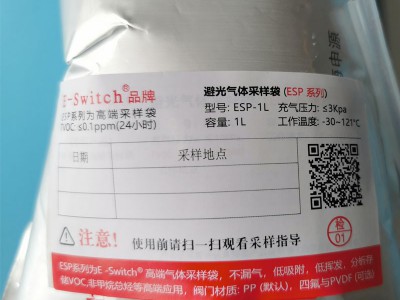 E-Switch®品牌
ESP系列为高端采样袋
TVOC ≤0.1ppm(24小时)
避光气体采样袋(ESP 系列)
型号: ESP-1L 充气压力: ≤3Kpa
容量: 1L 工作温度: -30~121℃
日期 采样地点
注意! 使用前请扫一扫观看采样指导
检
01
ESP系列为E -Switch® 高端气体采样袋，不漏气，低吸附，低挥发，分析存
储VOC,非甲烷总烃等高端应用，阀门材质: PP (默认)，四氟与PVDF (可选)